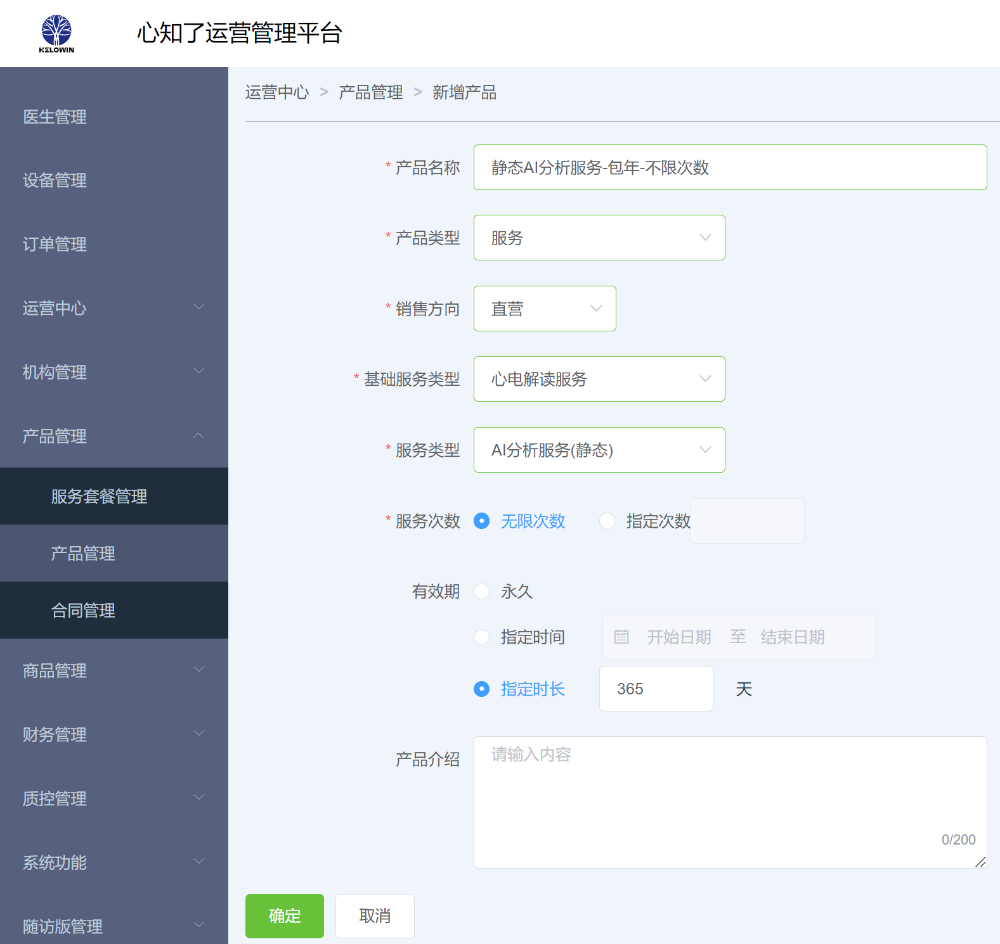 HELOWIN
心知了运营管理平台
医生管理
设备管理
订单管理
运营中心
机构管理
产品管理
服务套餐管理
产品管理
合同管理
商品管理
财务管理
质控管理
系统功能
随访版管理
运营中心 > 产品管理 > 新增产品
* 产品名称 静态AI分析服务-包年-不限次数
* 产品类型 服务
* 销售方向 直营
* 基础服务类型 心电解读服务
* 服务类型 AI分析服务(静态)
* 服务次数 无限次数 指定次数
有效期 永久
指定时间 开始日期 至 结束日期
指定时长 365 天
产品介绍 请输入内容
0/200
确定 取消